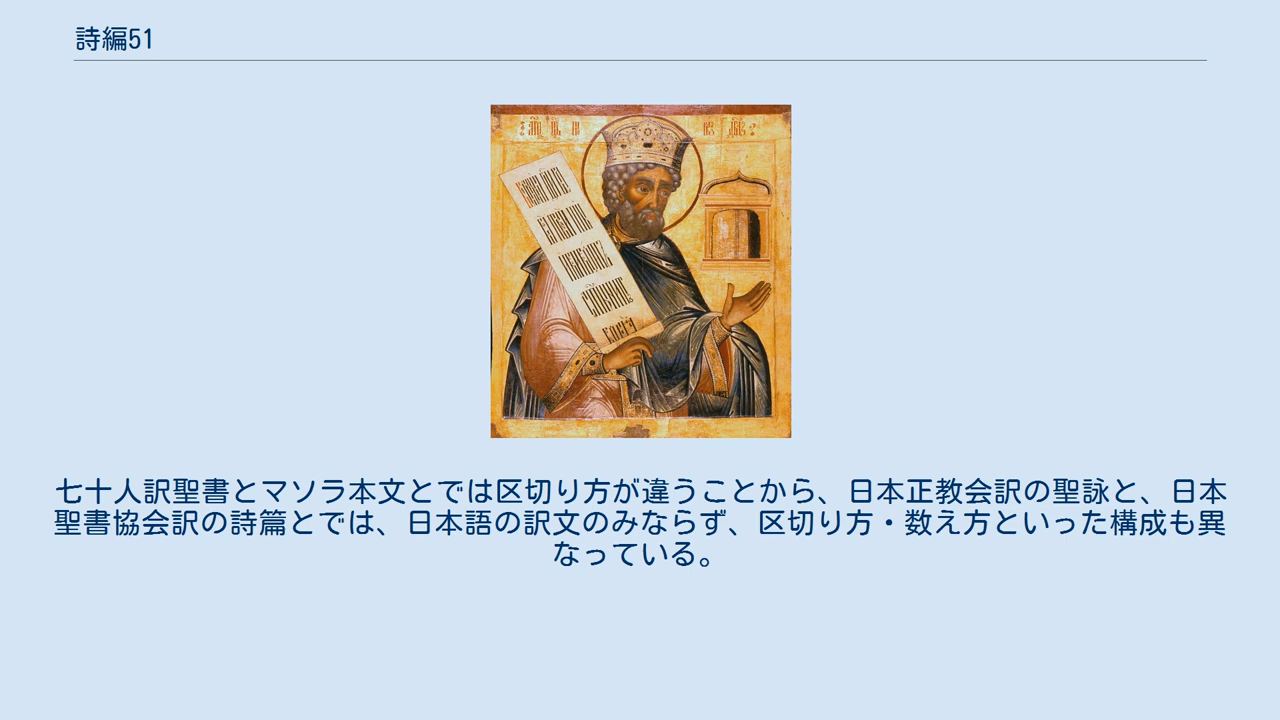 詩編51
七十人訳聖書とマソラ本文とでは区切り方が違うことから、日本正教会訳の聖詠と、日本
聖書協会訳の詩篇とでは、日本語の訳文のみならず、区切り方・数え方といった構成も異
なっている。